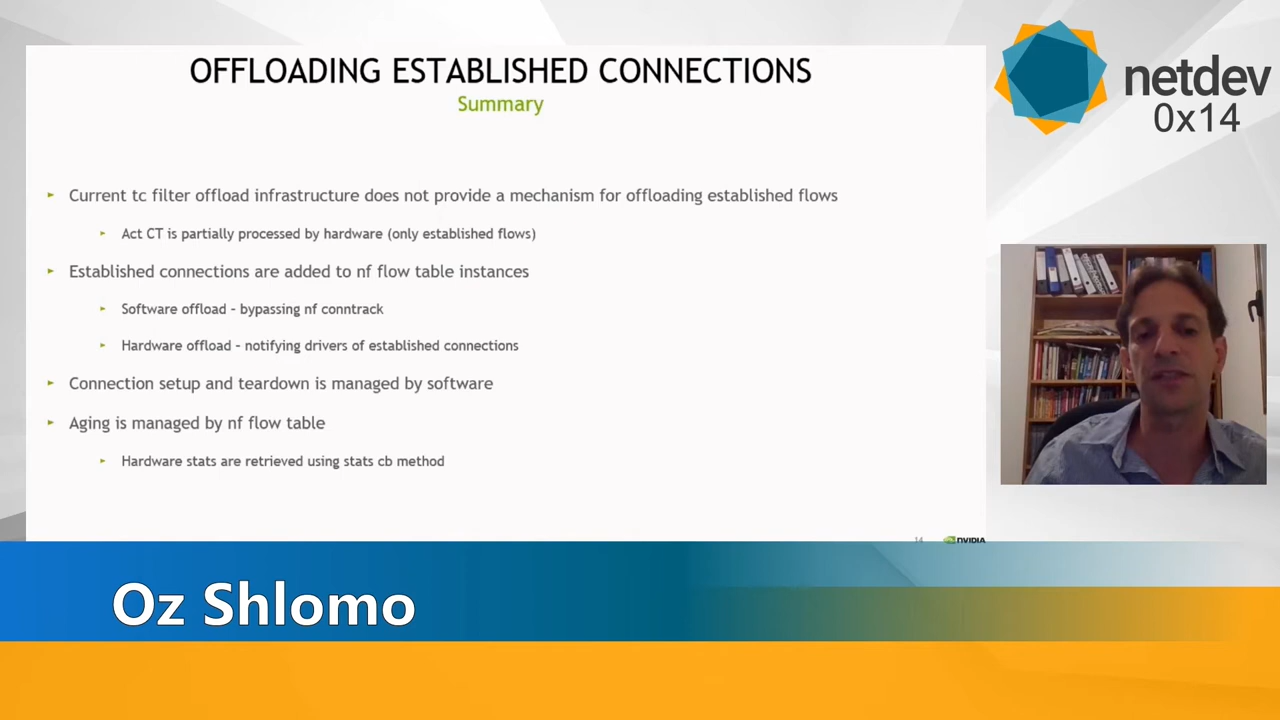 OFFLOADING ESTABLISHED CONNECTIONS
Summary
Current tc filter offload infrastructure does not provide a mechanism for offloading established flows
Act CT is partially processed by hardware (only established flows)
Established connections are added to nf flow table instances
Software offload – bypassing nf conntrack
Hardware offload – notifying drivers of established connections
Connection setup and teardown is managed by software
Aging is managed by nf flow table
Hardware stats are retrieved using stats cb method
14
NVIDIA
netdev
0x14
Oz Shlomo